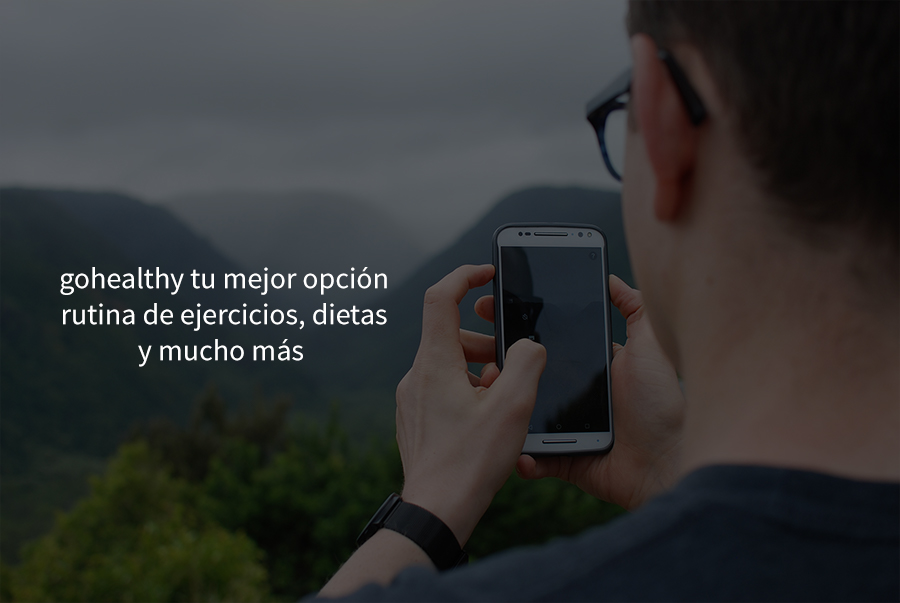 gohealthy tu mejor opción
rutina de ejercicios, dietas
y mucho más